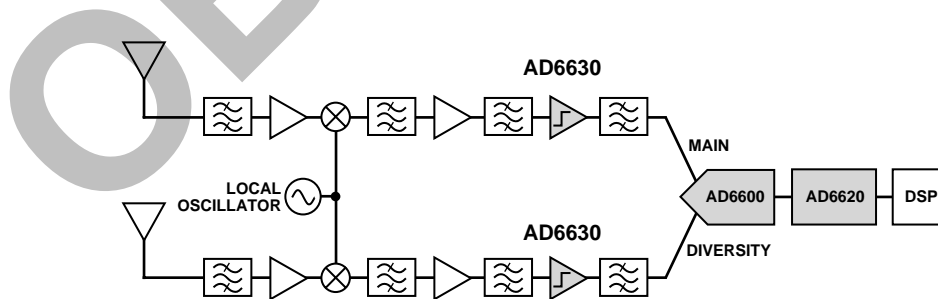 AD6630
MAIN
LOCAL
OSCILLATOR
AD6600
AD6620
DSP
AD6630
DIVERSITY